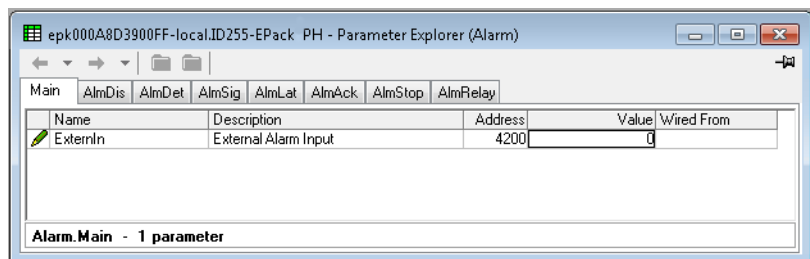 epk000A8D3900FF-local.ID255-EPack PH - Parameter Explorer (Alarm)
Main AlmDis AlmDet AlmSig AlmLat AlmAck AlmStop AlmRelay
Name Description Address Value Wired From
ExternIn External Alarm Input 4200 0
Alarm.Main - 1 parameter